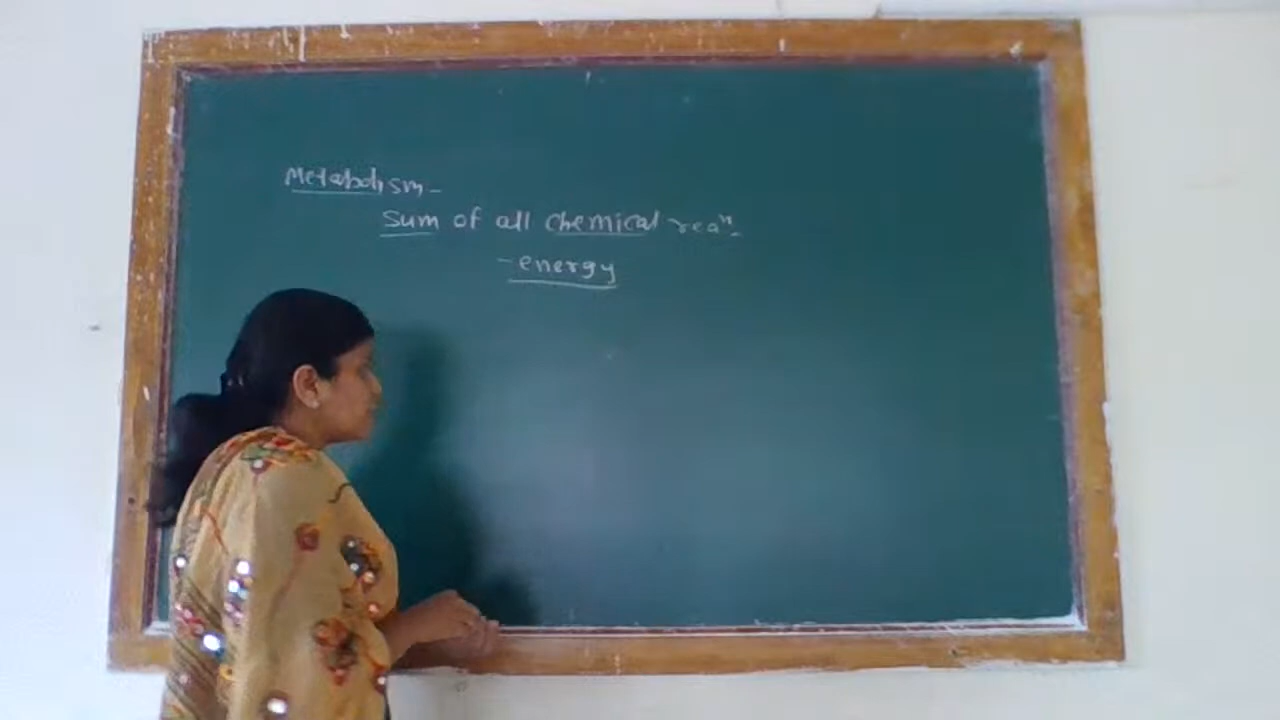 Metabolism-
Sum of all chemical reaⁿ-
-energy